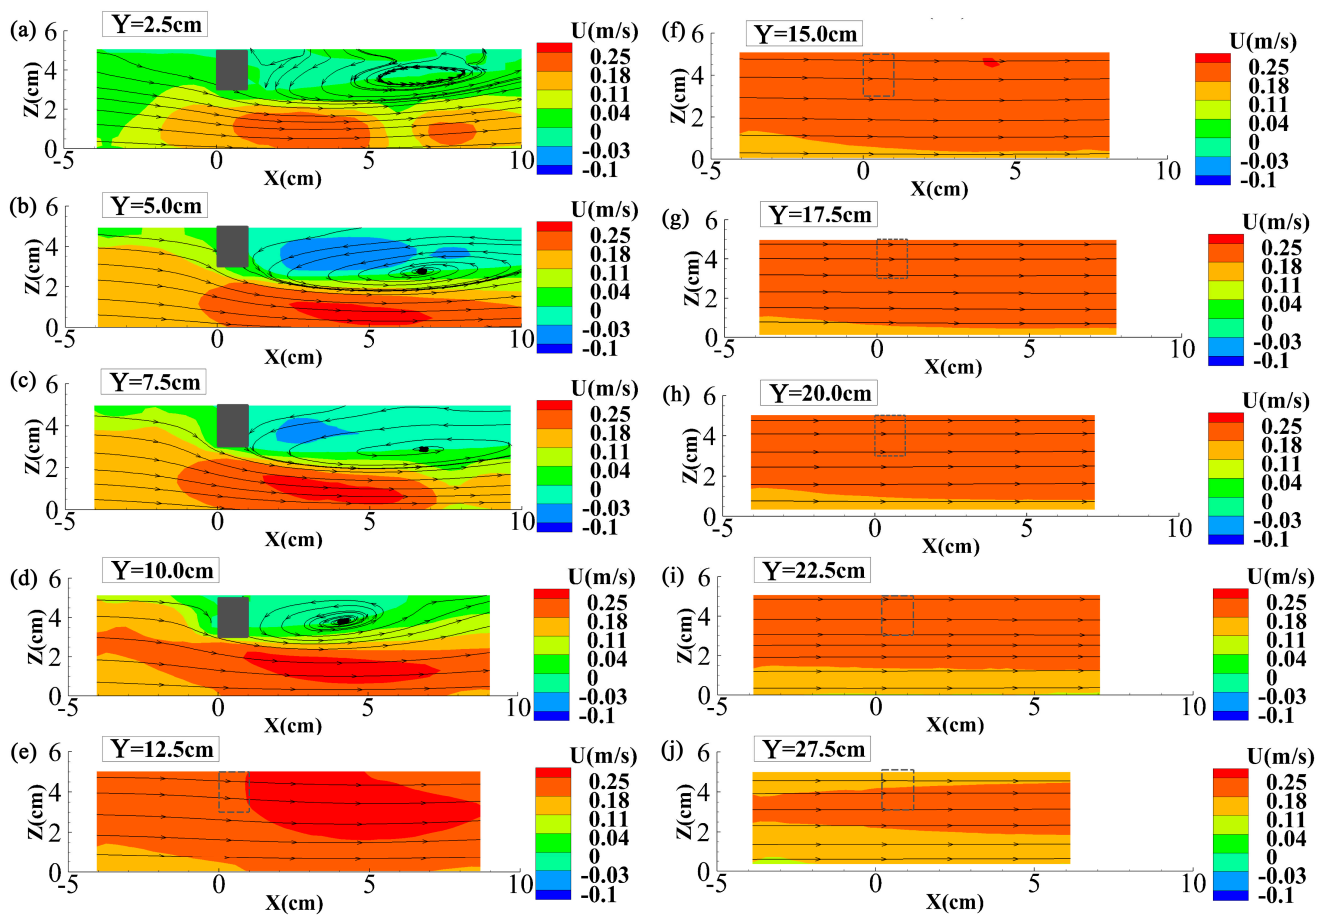 (a) Y=2.5cm
U(m/s)
0.25
0.18
0.11
0.04
0
-0.03
-0.1
Z(cm)
6
4
2
0
-5 0 5 10
X(cm)
(b) Y=5.0cm
U(m/s)
0.25
0.18
0.11
0.04
0
-0.03
-0.1
Z(cm)
6
4
2
0
-5 0 5 10
X(cm)
(c) Y=7.5cm
U(m/s)
0.25
0.18
0.11
0.04
0
-0.03
-0.1
Z(cm)
6
4
2
0
-5 0 5 10
X(cm)
(d) Y=10.0cm
U(m/s)
0.25
0.18
0.11
0.04
0
-0.03
-0.1
Z(cm)
6
4
2
0
-5 0 5 10
X(cm)
(e) Y=12.5cm
U(m/s)
0.25
0.18
0.11
0.04
0
-0.03
-0.1
Z(cm)
6
4
2
0
-5 0 5 10
X(cm)
(f) Y=15.0cm
U(m/s)
0.25
0.18
0.11
0.04
0
-0.03
-0.1
Z(cm)
6
4
2
0
-5 0 5 10
X(cm)
(g) Y=17.5cm
U(m/s)
0.25
0.18
0.11
0.04
0
-0.03
-0.1
Z(cm)
6
4
2
0
-5 0 5 10
X(cm)
(h) Y=20.0cm
U(m/s)
0.25
0.18
0.11
0.04
0
-0.03
-0.1
Z(cm)
6
4
2
0
-5 0 5 10
X(cm)
(i) Y=22.5cm
U(m/s)
0.25
0.18
0.11
0.04
0
-0.03
-0.1
Z(cm)
6
4
2
0
-5 0 5 10
X(cm)
(j) Y=27.5cm
U(m/s)
0.25
0.18
0.11
0.04
0
-0.03
-0.1
Z(cm)
6
4
2
0
-5 0 5 10
X(cm)